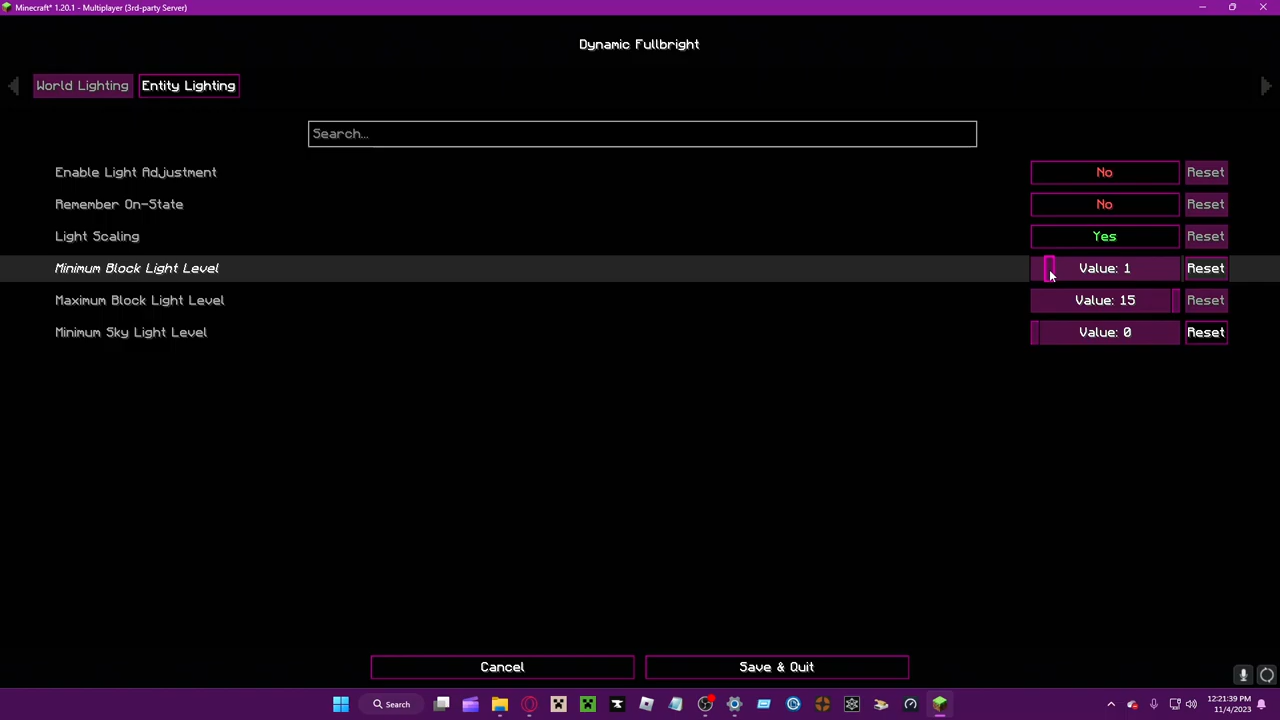 Minecraft* 1.20.1 - Multiplayer (3rd-party Server)
Dynamic Fullbright
World Lighting Entity Lighting
Search...
Enable Light Adjustment No Reset
Remember On-State No Reset
Light Scaling Yes Reset
Minimum Block Light Level Value: 1 Reset
Maximum Block Light Level Value: 15 Reset
Minimum Sky Light Level Value: 0 Reset
Cancel Save & Quit
Search 12:21:39 PM
11/4/2023